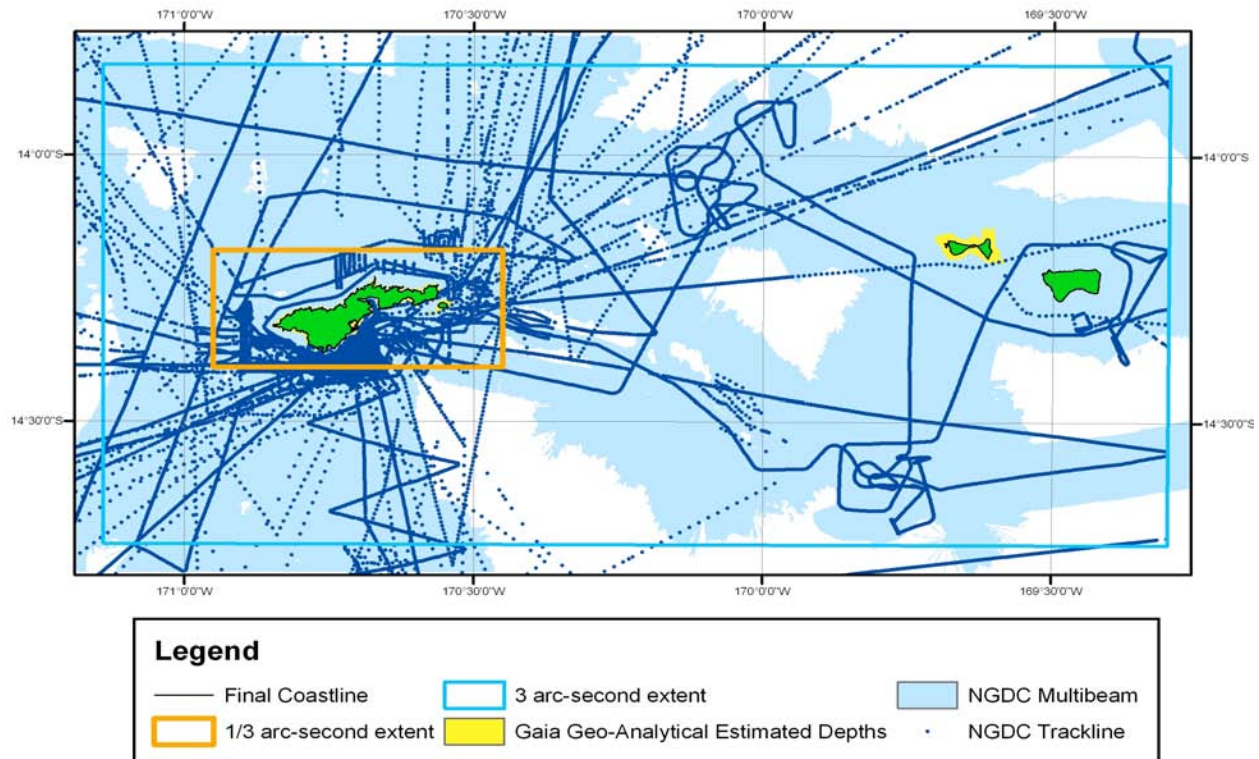 171°0'0"W 170°30'0"W 170°0'0"W 169°30'0"W
14°0'0"S 14°0'0"S
14°30'0"S 14°30'0"S
171°0'0"W 170°30'0"W 170°0'0"W 169°30'0"W
Legend
Final Coastline 3 arc-second extent NGDC Multibeam
1/3 arc-second extent Gaia Geo-Analytical Estimated Depths NGDC Trackline